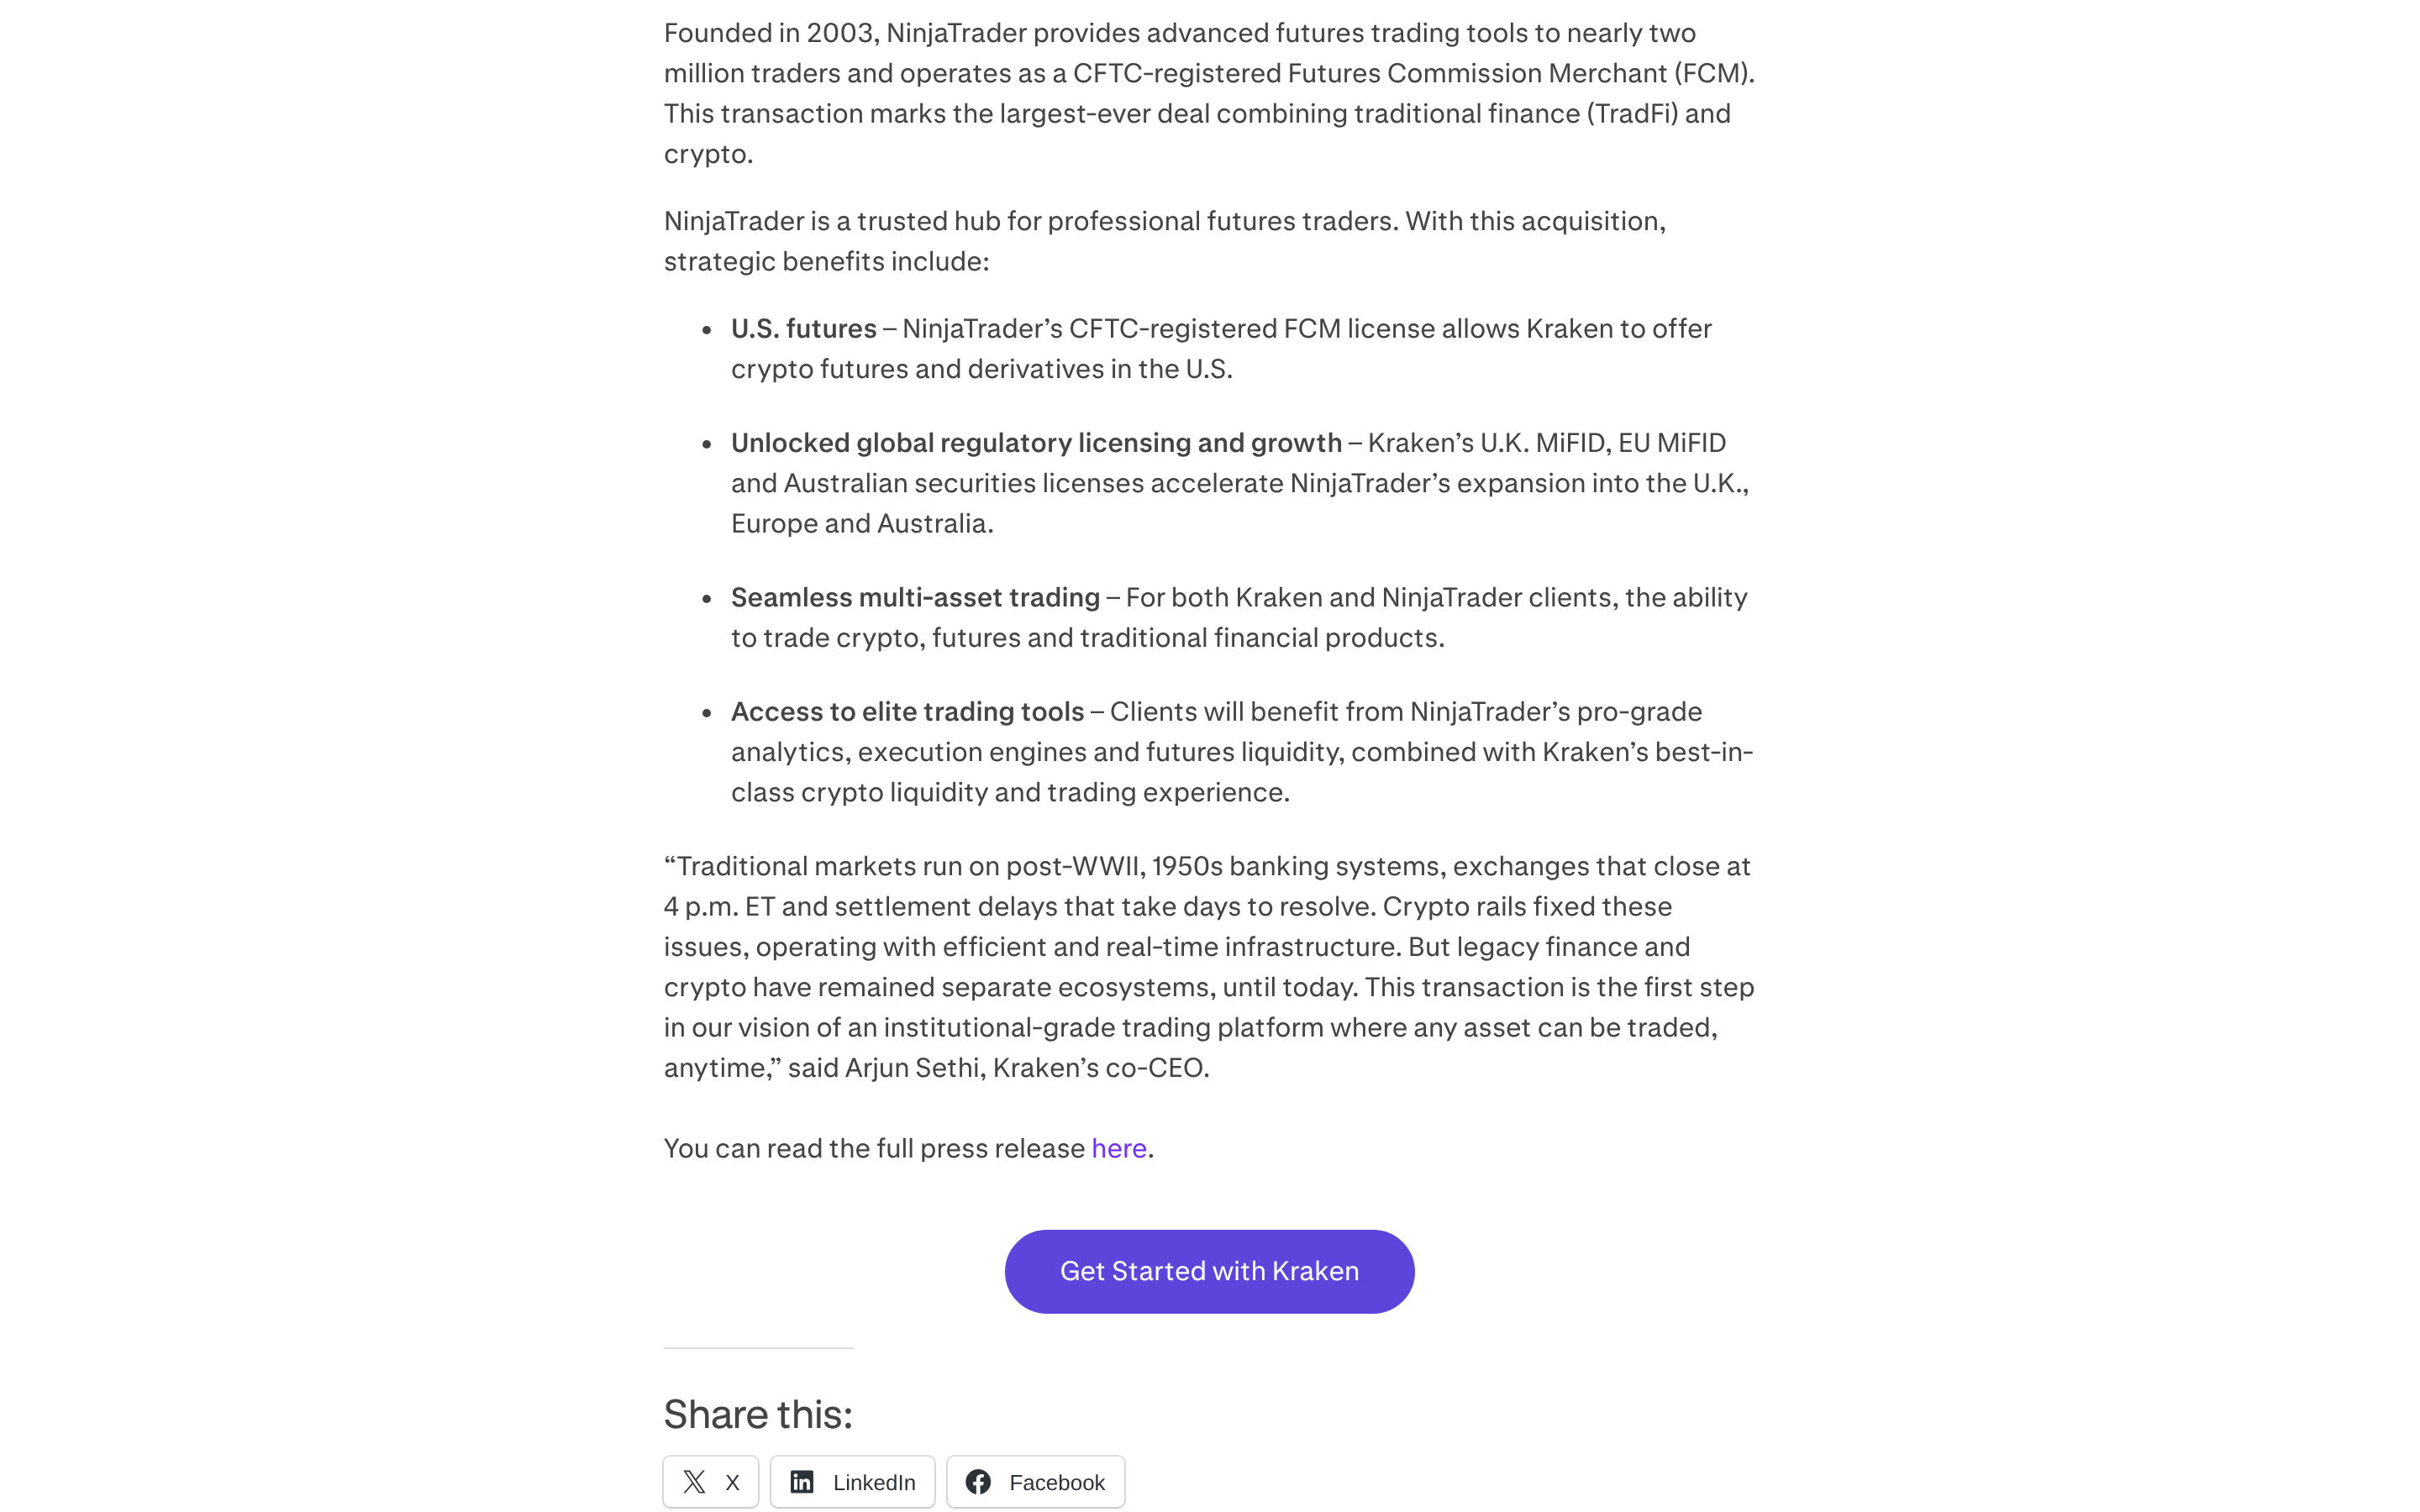 Founded in 2003, NinjaTrader provides advanced futures trading tools to nearly two
million traders and operates as a CFTC-registered Futures Commission Merchant (FCM).
This transaction marks the largest-ever deal combining traditional finance (TradFi) and
crypto.
NinjaTrader is a trusted hub for professional futures traders. With this acquisition,
strategic benefits include:
• U.S. futures – NinjaTrader’s CFTC-registered FCM license allows Kraken to offer
crypto futures and derivatives in the U.S.
• Unlocked global regulatory licensing and growth – Kraken’s U.K. MiFID, EU MiFID
and Australian securities licenses accelerate NinjaTrader’s expansion into the U.K.,
Europe and Australia.
• Seamless multi-asset trading – For both Kraken and NinjaTrader clients, the ability
to trade crypto, futures and traditional financial products.
• Access to elite trading tools – Clients will benefit from NinjaTrader’s pro-grade
analytics, execution engines and futures liquidity, combined with Kraken’s best-in-
class crypto liquidity and trading experience.
“Traditional markets run on post-WWII, 1950s banking systems, exchanges that close at
4 p.m. ET and settlement delays that take days to resolve. Crypto rails fixed these
issues, operating with efficient and real-time infrastructure. But legacy finance and
crypto have remained separate ecosystems, until today. This transaction is the first step
in our vision of an institutional-grade trading platform where any asset can be traded,
anytime,” said Arjun Sethi, Kraken’s co-CEO.
You can read the full press release here.
Get Started with Kraken
Share this:
X LinkedIn Facebook